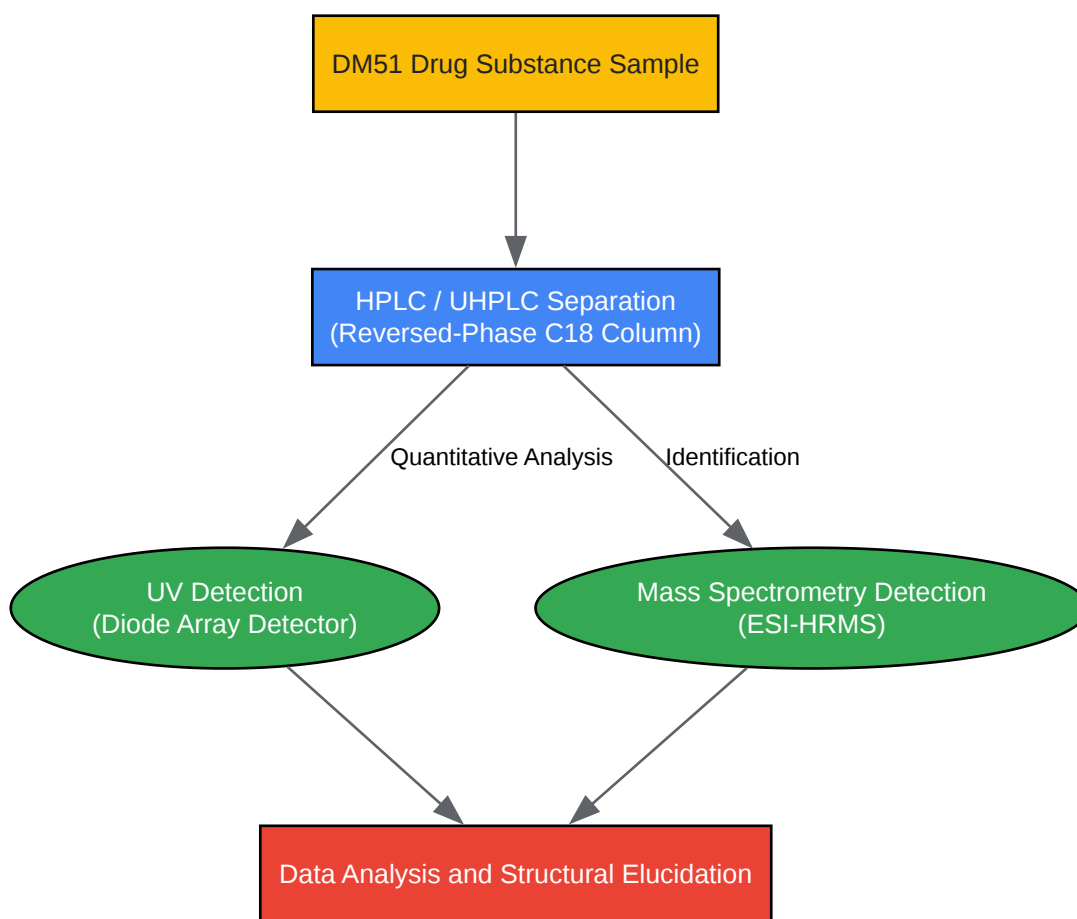 DM51 Drug Substance Sample
HPLC / UHPLC Separation
(Reversed-Phase C18 Column)
Quantitative Analysis
Identification
UV Detection
(Diode Array Detector)
Mass Spectrometry Detection
(ESI-HRMS)
Data Analysis and Structural Elucidation